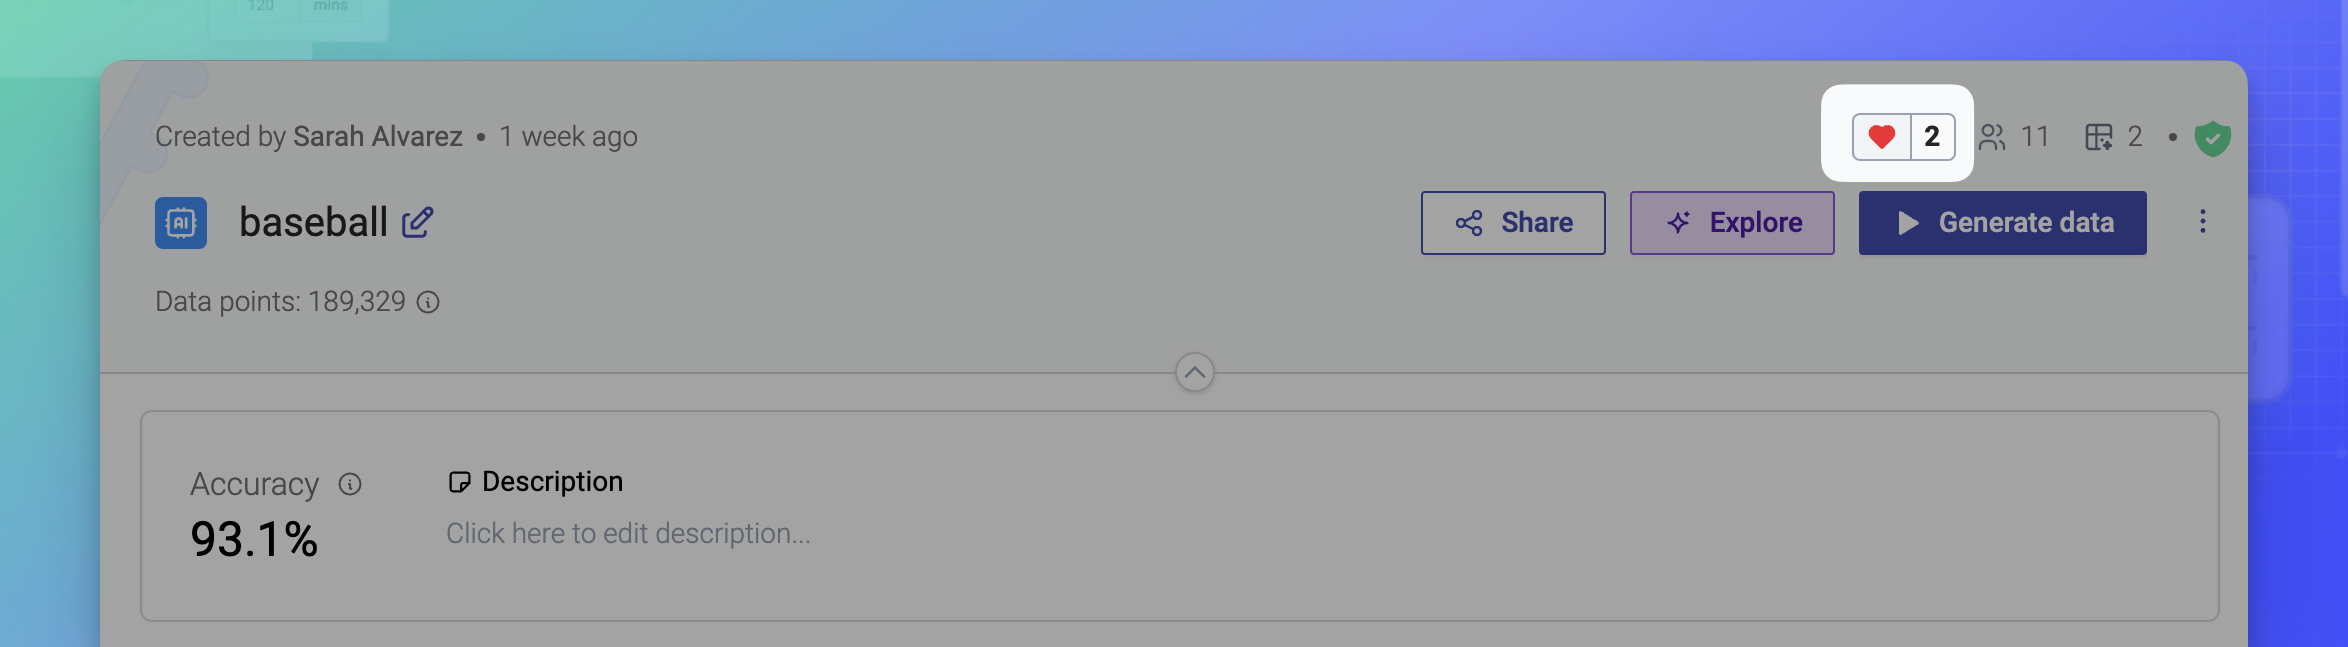 120 mins
Created by Sarah Alvarez • 1 week ago
2 11 2 •
AI baseball
Share Explore Generate data
Data points: 189,329
Accuracy
93.1%
Description
Click here to edit description...